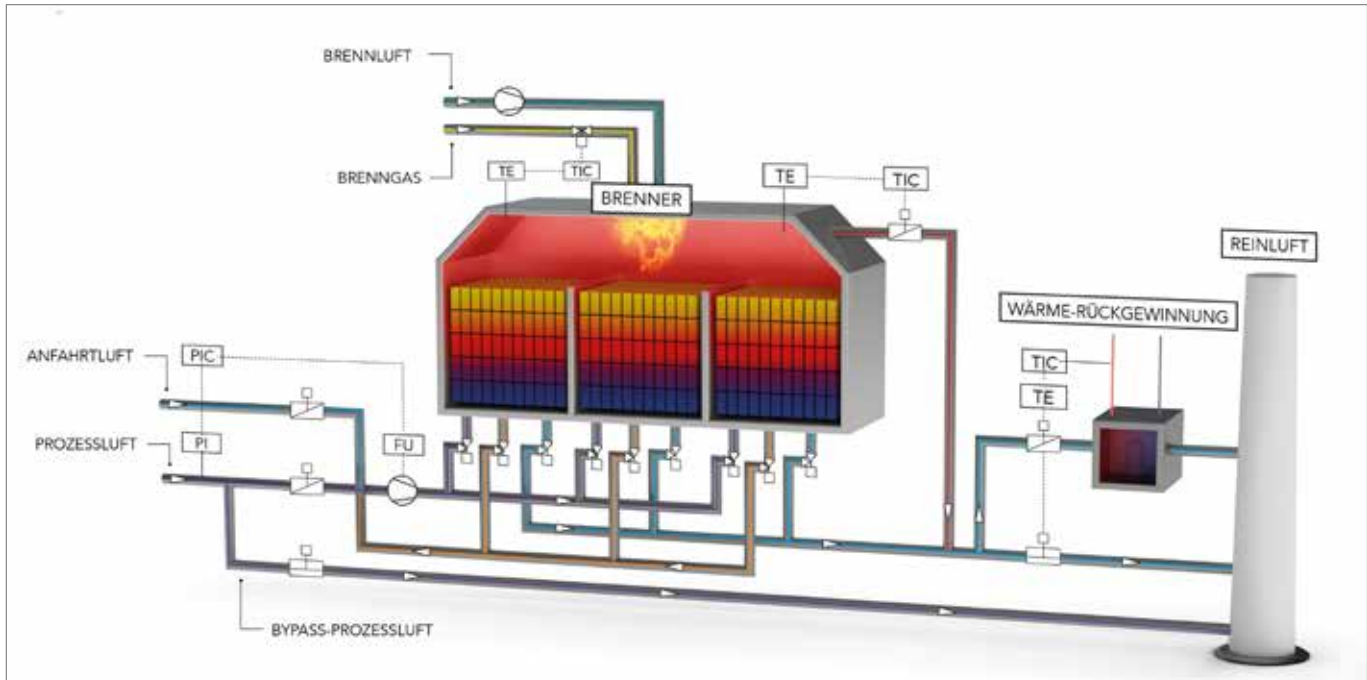 BRENNLUFT
BRENNGAS
TE
TIC
BRENNER
TE
TIC
REINLUFT
WÄRME-RÜCKGEWINNUNG
TIC
TE
ANFAHRTLUFT
PIC
PROZESSLUFT
PI
FU
BYPASS-PROZESSLUFT